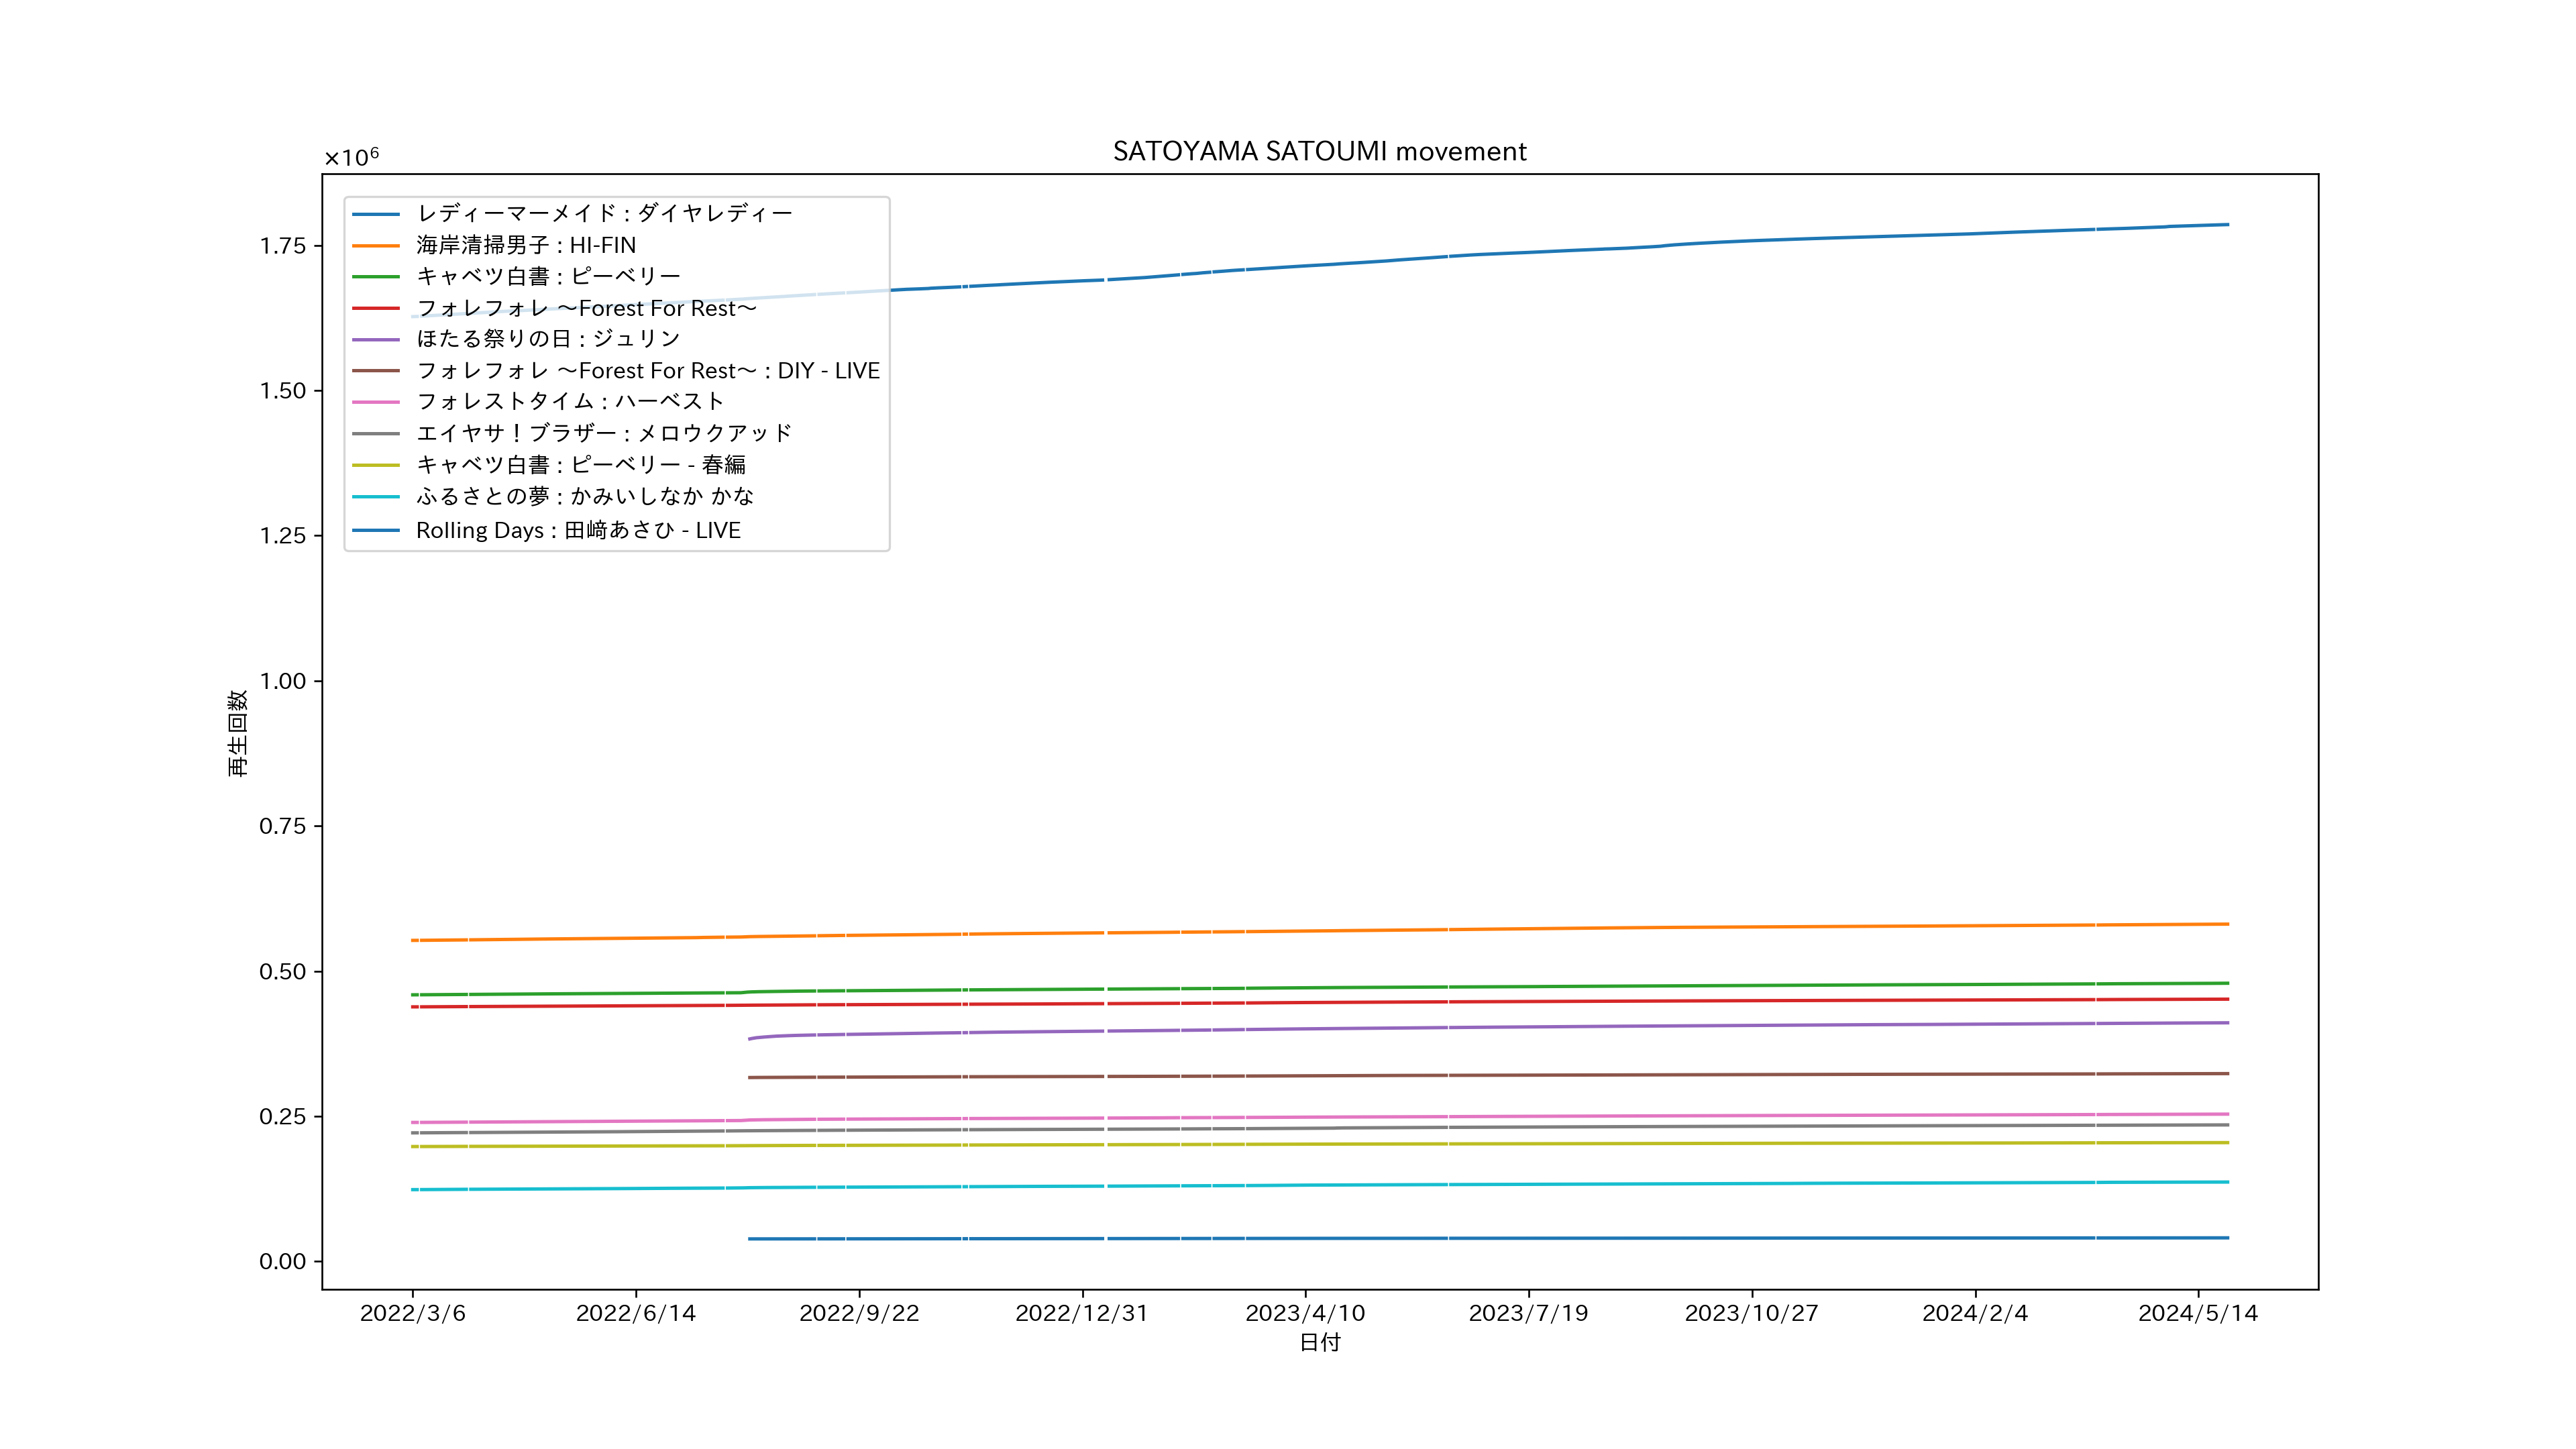 SATOYAMA SATOUMI movement
×10⁶
レディーマーメイド : ダイヤレディー
海岸清掃男子 : HI-FIN
キャベツ白書 : ピーベリー
フォレフォレ ～Forest For Rest～
ほたる祭りの日 : ジュリン
フォレフォレ ～Forest For Rest～ : DIY - LIVE
フォレストタイム : ハーベスト
エイヤサ！ブラザー : メロウクアッド
キャベツ白書 : ピーベリー - 春編
ふるさとの夢 : かみいしなか かな
Rolling Days : 田﨑あさひ - LIVE
1.75
1.50
1.25
1.00
0.75
0.50
0.25
0.00
再生回数
2022/3/6
2022/6/14
2022/9/22
2022/12/31
2023/4/10
2023/7/19
2023/10/27
2024/2/4
2024/5/14
日付